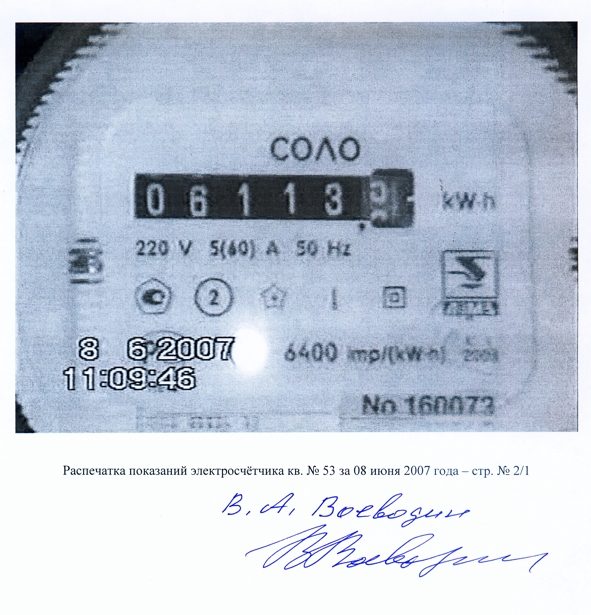 СОЛО
06113 kW·h
220 V 5(60) A 50 Hz
2
8 6 2007
6400 imp/(kW·h)
11:09:46
No 160073
Распечатка показаний электросчётчика кв. № 53 за 08 июня 2007 года – стр. № 2/1
В. А. Воеводин